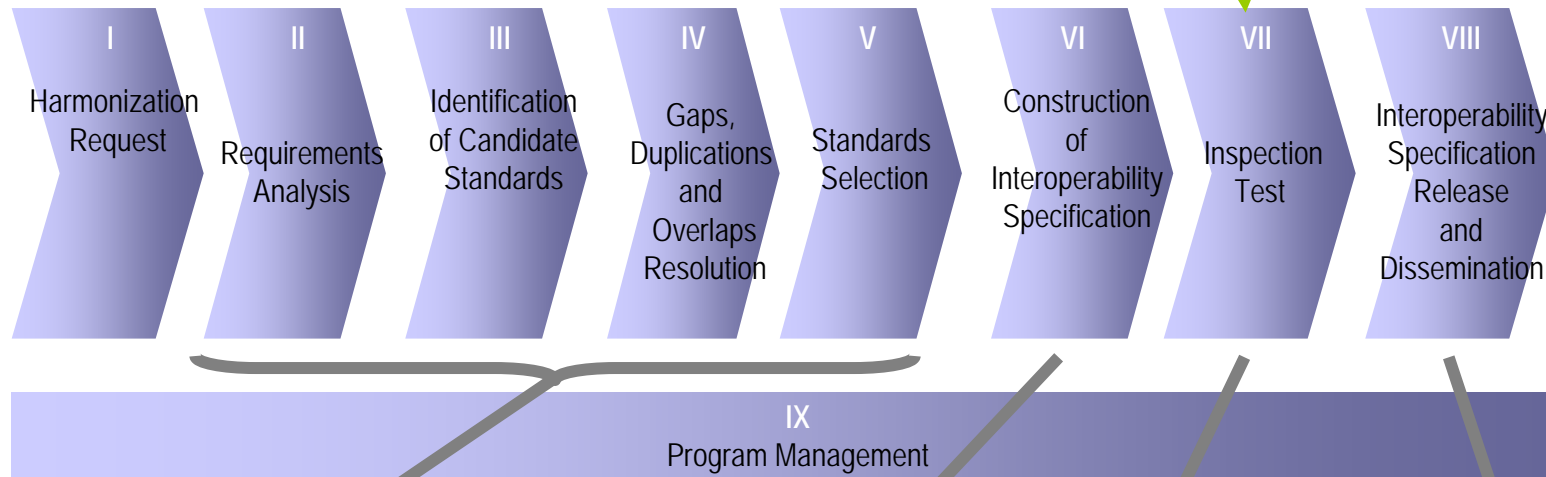 I
Harmonization
Request
II
Requirements
Analysis
III
Identification
of Candidate
Standards
IV
Gaps,
Duplications
and
Overlaps
Resolution
V
Standards
Selection
VI
Construction
of
Interoperability
Specification
VII
Inspection
Test
VIII
Interoperability
Specification
Release
and
Dissemination
IX
Program Management